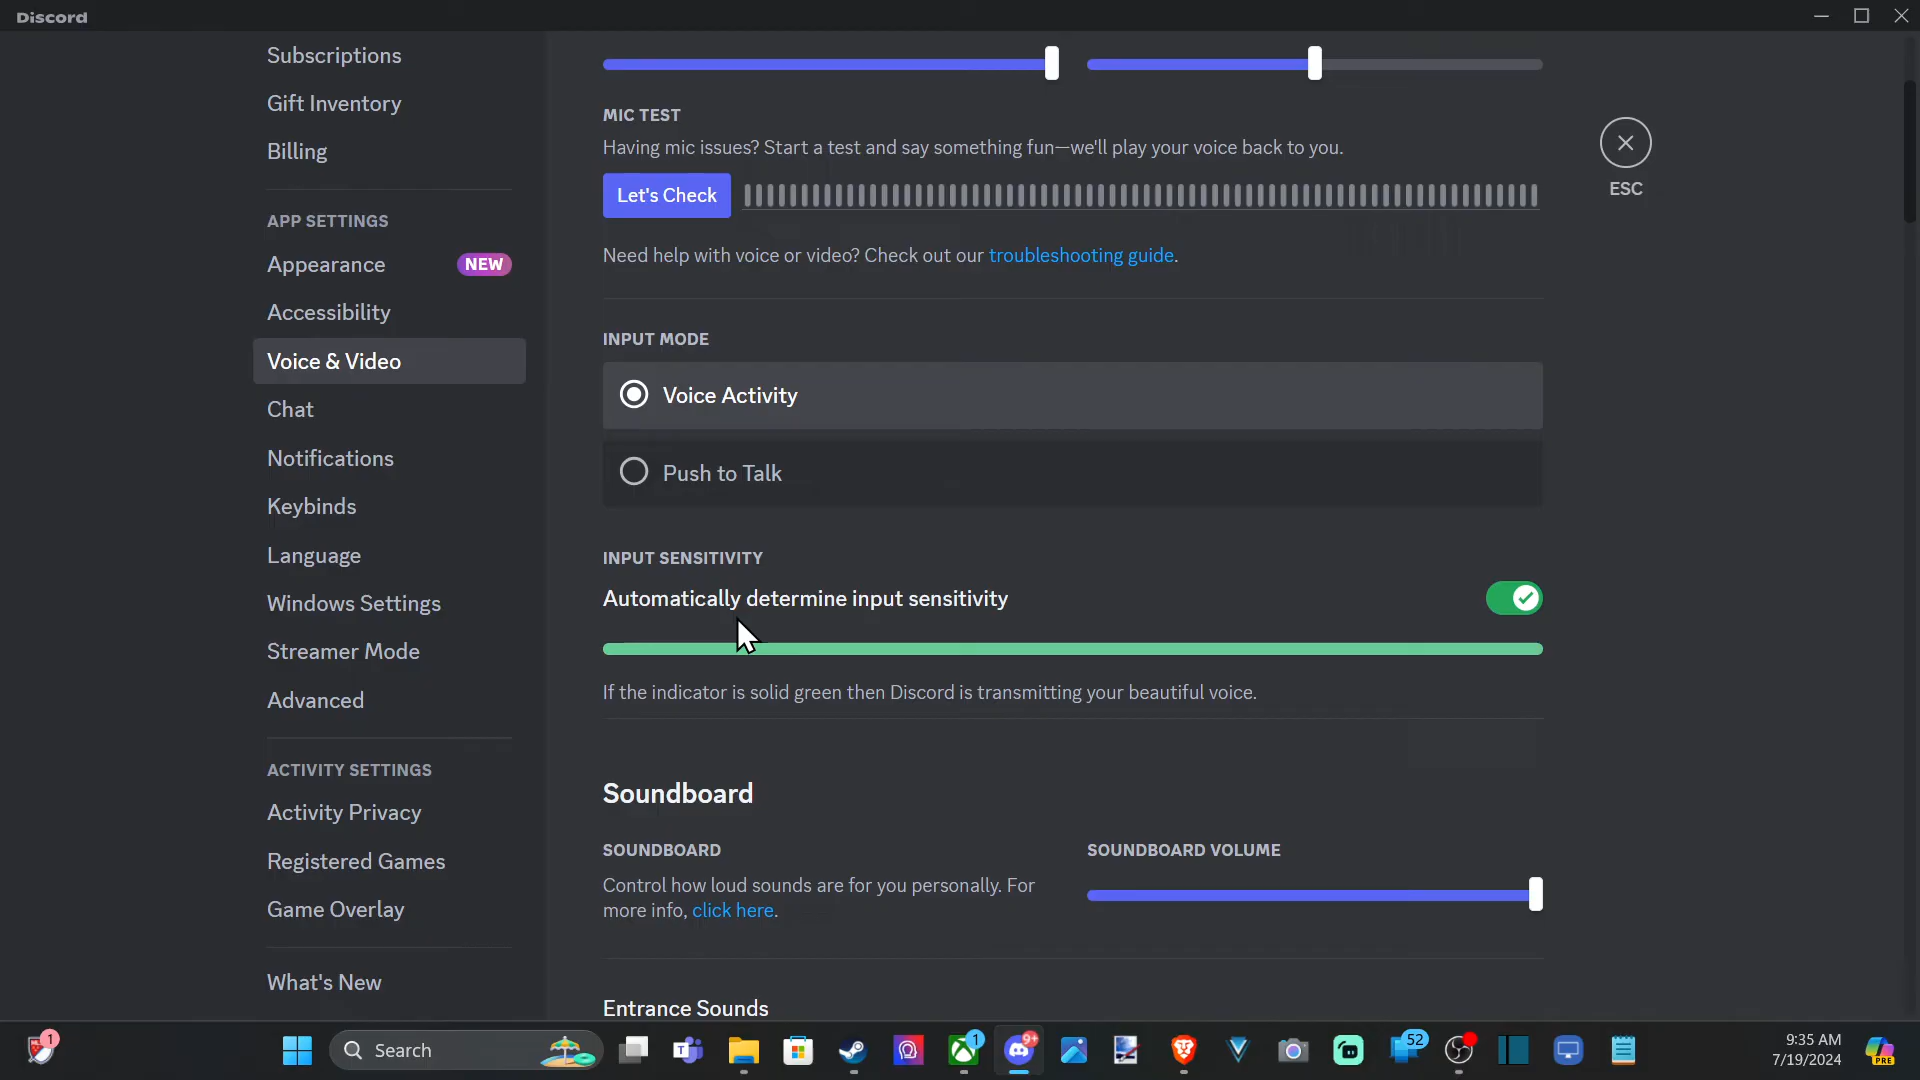 Discord
Subscriptions
Gift Inventory
Billing
APP SETTINGS
Appearance NEW
Accessibility
Voice & Video
Chat
Notifications
Keybinds
Language
Windows Settings
Streamer Mode
Advanced
ACTIVITY SETTINGS
Activity Privacy
Registered Games
Game Overlay
What's New
MIC TEST
Having mic issues? Start a test and say something fun—we'll play your voice back to you.
Let's Check
Need help with voice or video? Check out our troubleshooting guide.
INPUT MODE
Voice Activity
Push to Talk
INPUT SENSITIVITY
Automatically determine input sensitivity
If the indicator is solid green then Discord is transmitting your beautiful voice.
Soundboard
SOUNDBOARD
Control how loud sounds are for you personally. For
more info, click here.
SOUNDBOARD VOLUME
Entrance Sounds
ESC
1
Search
1
9+
52
9:35 AM
7/19/2024
PRE